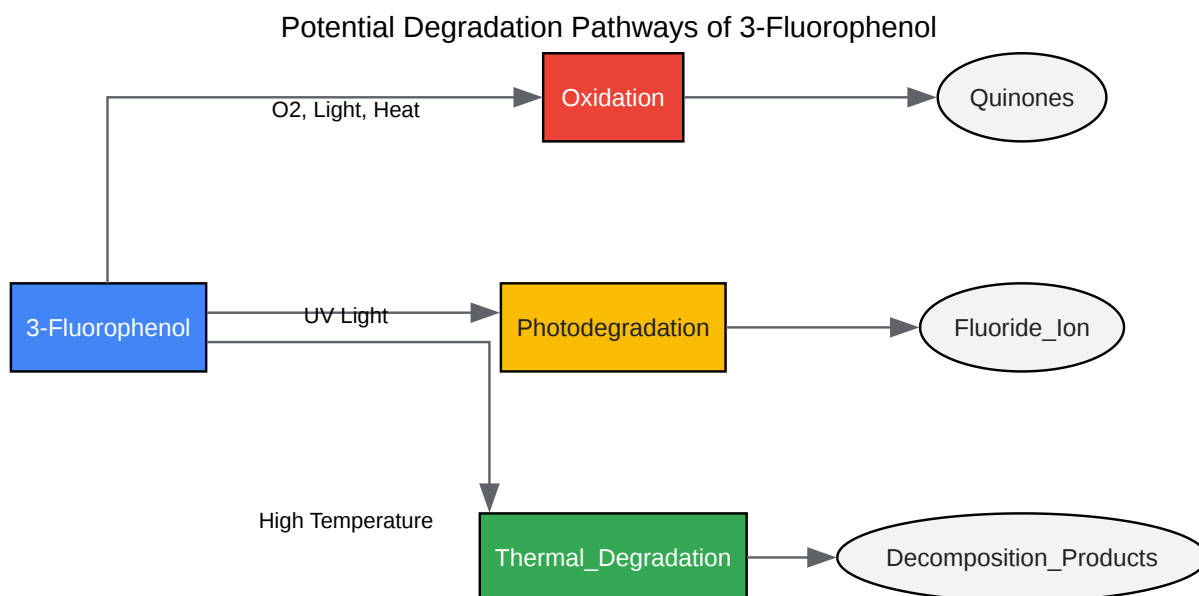 Potential Degradation Pathways of 3-Fluorophenol
O2, Light, Heat
Oxidation
Quinones
3-Fluorophenol
UV Light
Photodegradation
Fluoride_Ion
High Temperature
Thermal_Degradation
Decomposition_Products